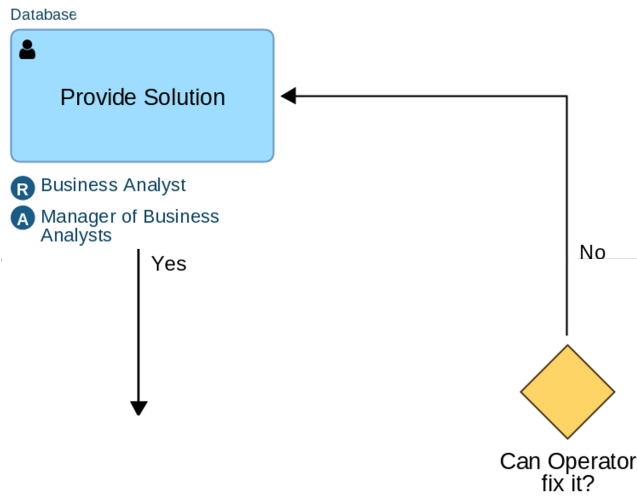 Database
Provide Solution
R Business Analyst
A Manager of Business
Analysts
Yes
No
Can Operator
fix it?